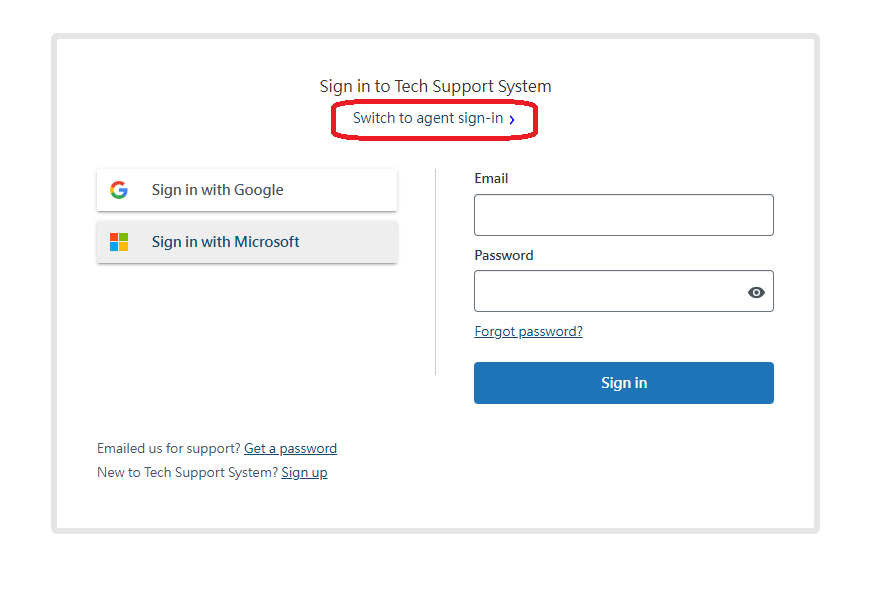 Sign in to Tech Support System
Switch to agent sign-in ›
Sign in with Google
Sign in with Microsoft
Email
Password
Forgot password?
Sign in
Emailed us for support? Get a password
New to Tech Support System? Sign up